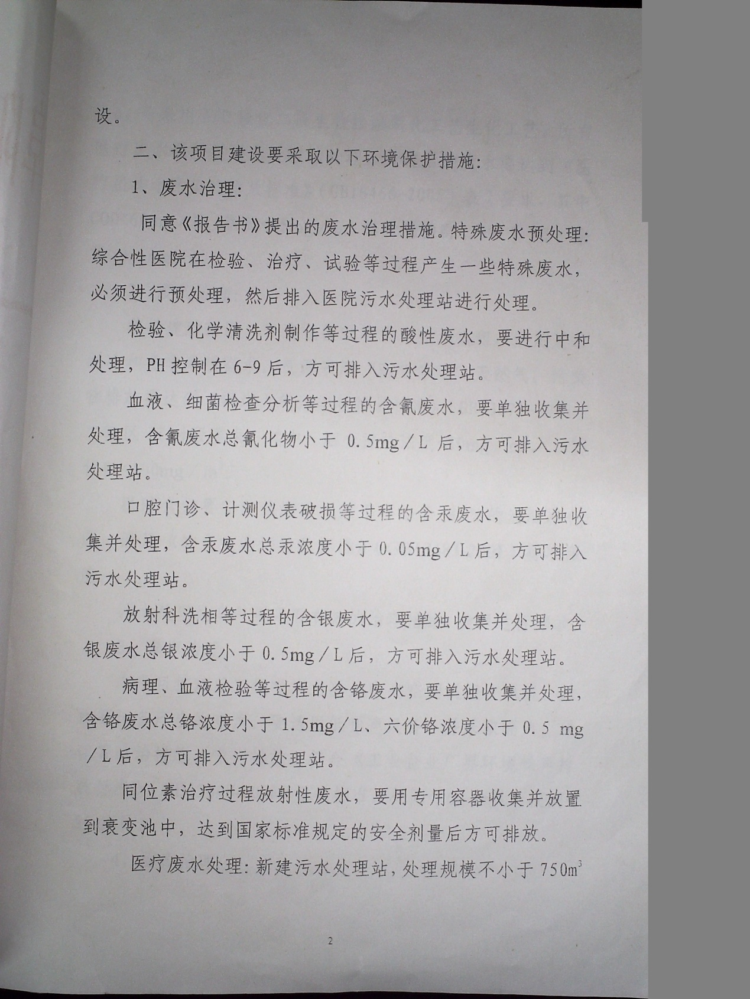 设。
二、该项目建设要采取以下环境保护措施:
1、废水治理:
同意《报告书》提出的废水治理措施。特殊废水预处理:
综合性医院在检验、治疗、试验等过程产生一些特殊废水,
必须进行预处理，然后排入医院污水处理站进行处理。
检验、化学清洗剂制作等过程的酸性废水，要进行中和
处理，PH 控制在 6-9 后，方可排入污水处理站。
血液、细菌检查分析等过程的含氰废水，要单独收集并
处理，含氰废水总氰化物小于 0.5mg／L 后，方可排入污水
处理站。
口腔门诊、计测仪表破损等过程的含汞废水，要单独收
集并处理，含汞废水总汞浓度小于 0.05mg／L 后，方可排入
污水处理站。
放射科洗相等过程的含银废水，要单独收集并处理，含
银废水总银浓度小于 0.5mg／L 后，方可排入污水处理站。
病理、血液检验等过程的含铬废水，要单独收集并处理，
含铬废水总铬浓度小于 1.5mg／L、六价铬浓度小于 0.5 mg
／L 后，方可排入污水处理站。
同位素治疗过程放射性废水，要用专用容器收集并放置
到衰变池中，达到国家标准规定的安全剂量后方可排放。
医疗废水处理: 新建污水处理站, 处理规模不小于 750m³
2